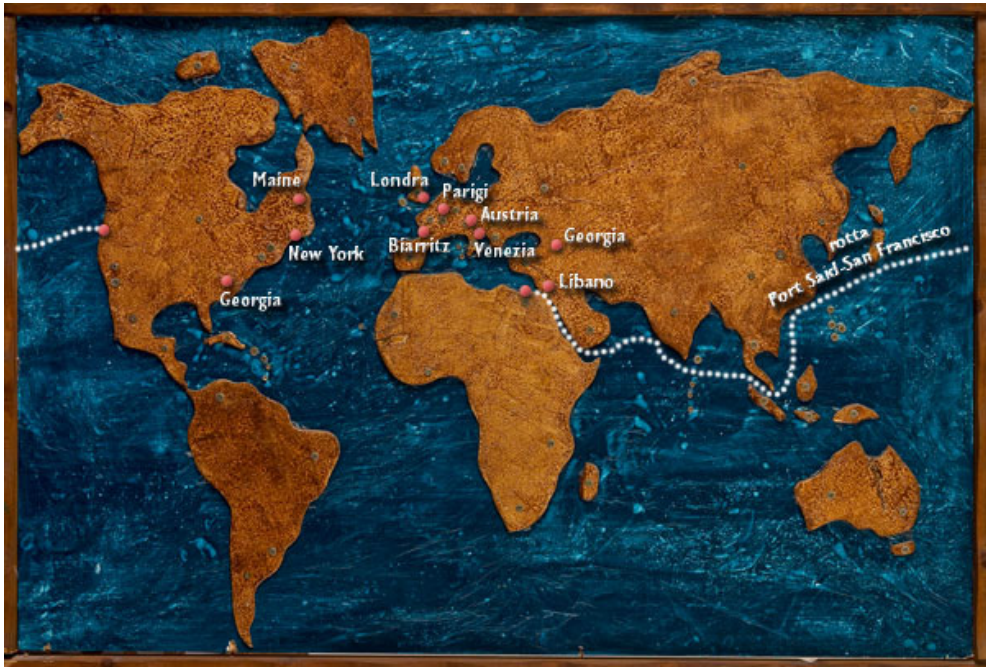 Maine
Londra
Parigi
Austria
New York
Biarritz
Venezia
Georgia
Georgia
Libano
rotta
Port Said-San Francisco